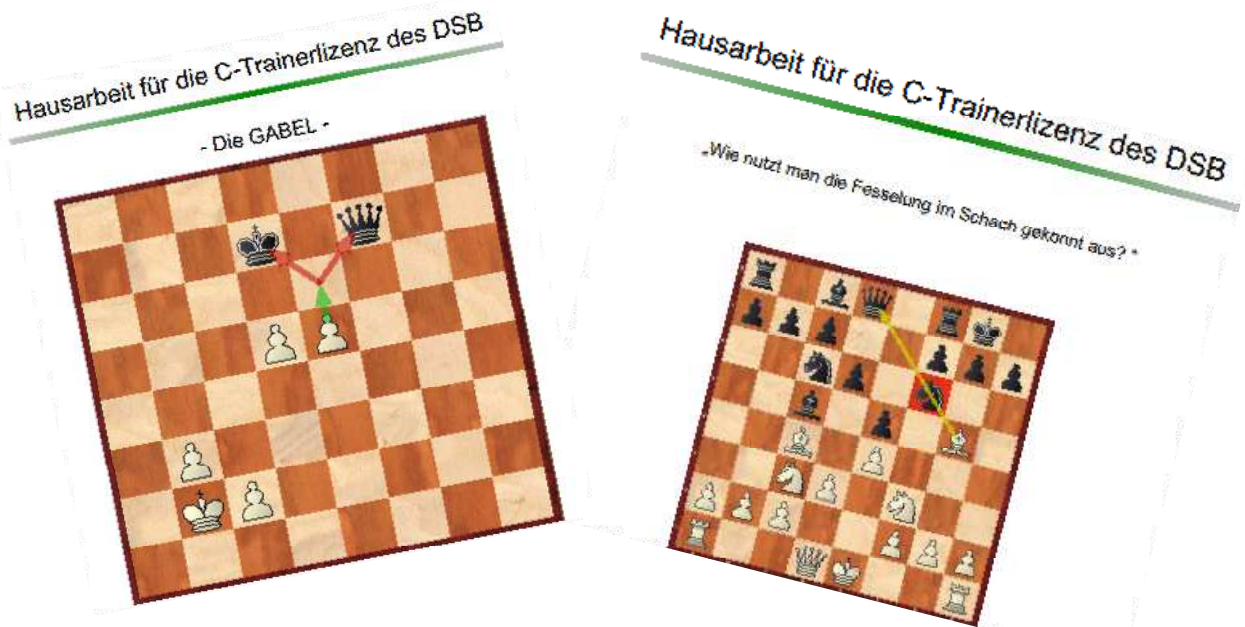 Hausarbeit für die C-Trainerlizenz des DSB
- Die GABEL -
Hausarbeit für die C-Trainerlizenz des DSB
„Wie nutzt man die Fesselung im Schach gekonnt aus? "